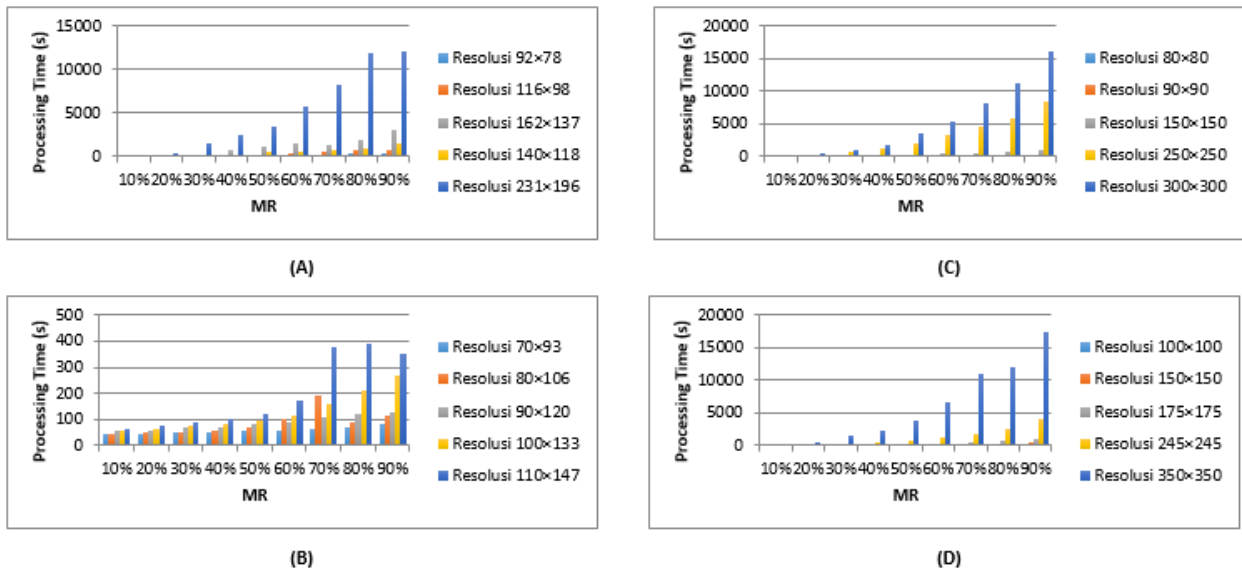 15000
10000
5000
0
Processing Time (s)
10% 20% 30% 40% 50% 60% 70% 80% 90%
MR
Resolusi 92×78
Resolusi 116×98
Resolusi 162×137
Resolusi 140×118
Resolusi 231×196
(A)
20000
15000
10000
5000
0
Processing Time (s)
10% 20% 30% 40% 50% 60% 70% 80% 90%
MR
Resolusi 80×80
Resolusi 90×90
Resolusi 150×150
Resolusi 250×250
Resolusi 300×300
(C)
500
400
300
200
100
0
Processing Time (s)
10% 20% 30% 40% 50% 60% 70% 80% 90%
MR
Resolusi 70×93
Resolusi 80×106
Resolusi 90×120
Resolusi 100×133
Resolusi 110×147
(B)
20000
15000
10000
5000
0
Processing Time (s)
10% 20% 30% 40% 50% 60% 70% 80% 90%
MR
Resolusi 100×100
Resolusi 150×150
Resolusi 175×175
Resolusi 245×245
Resolusi 350×350
(D)